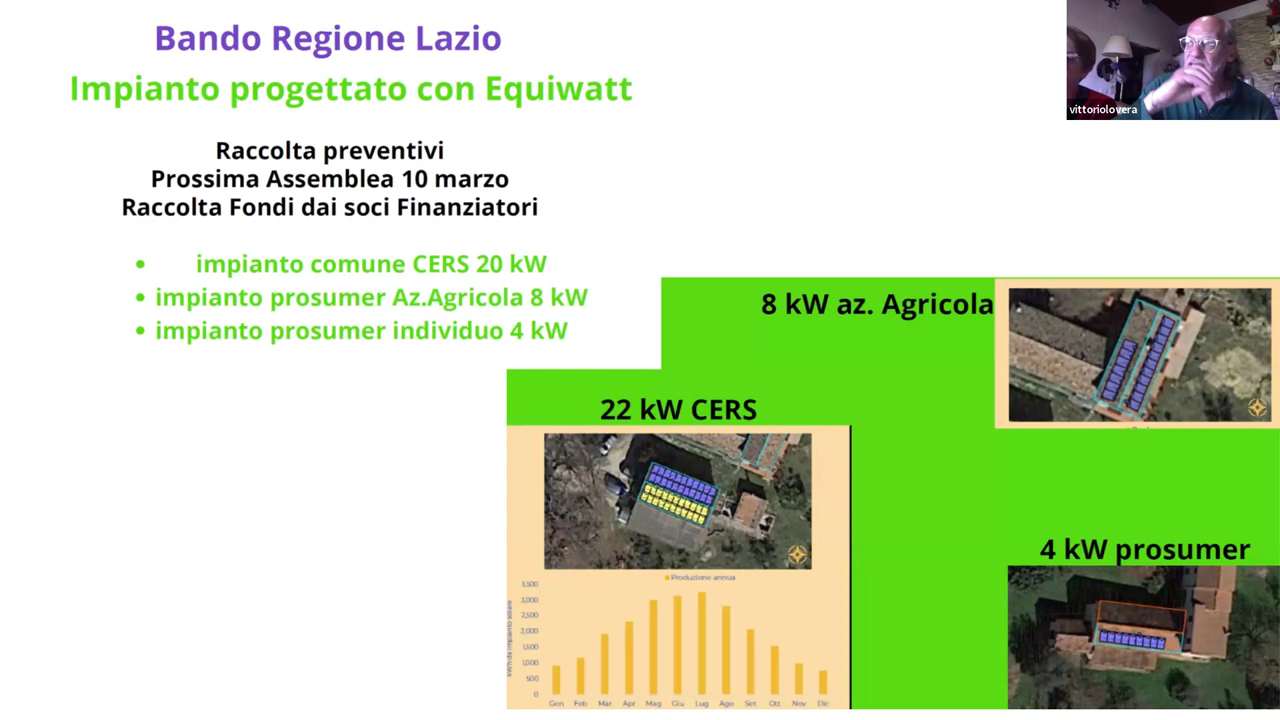 Bando Regione Lazio
Impianto progettato con Equiwatt
Raccolta preventivi
Prossima Assemblea 10 marzo
Raccolta Fondi dai soci Finanziatori
• impianto comune CERS 20 kW
• impianto prosumer Az.Agricola 8 kW
• impianto prosumer individuo 4 kW
vittoriolovera
8 kW az. Agricola
22 kW CERS
Produzione annua
3,500
3,000
2,500
2,000
1,500
1,000
500
0
Gen Feb Mar Apr Mag Giu Lug Ago Set Ott Nov Dic
4 kW prosumer